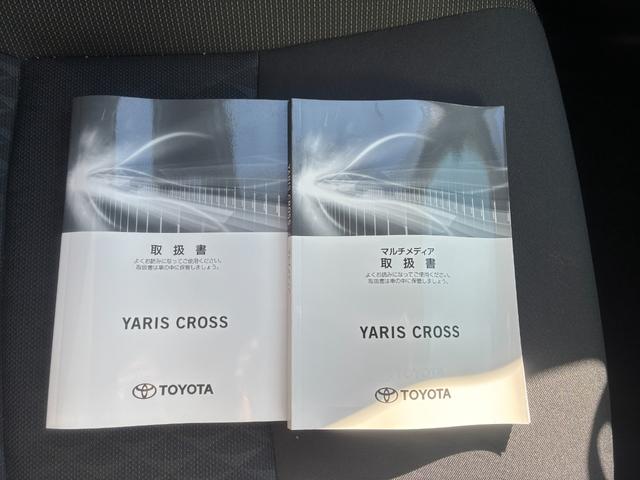 取扱書
よくお読みになってご使用ください。
取扱書は車の中に保管しましょう。
YARIS CROSS
TOYOTA
YARIS CROSS
マルチメディア
取扱書
よくお読みになってご使用ください。
取扱書は車の中に保管しましょう。
YARIS CROSS
TOYOTA